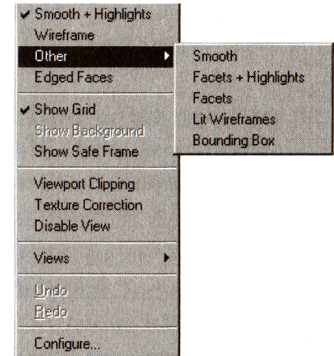 Smooth + Highlights
Wireframe
Other
Edged Faces
Show Grid
Show Background
Show Safe Frame
Viewport Clipping
Texture Correction
Disable View
Views
Undo
Redo
Configure...
Smooth
Facets + Highlights
Facets
Lit Wireframes
Bounding Box